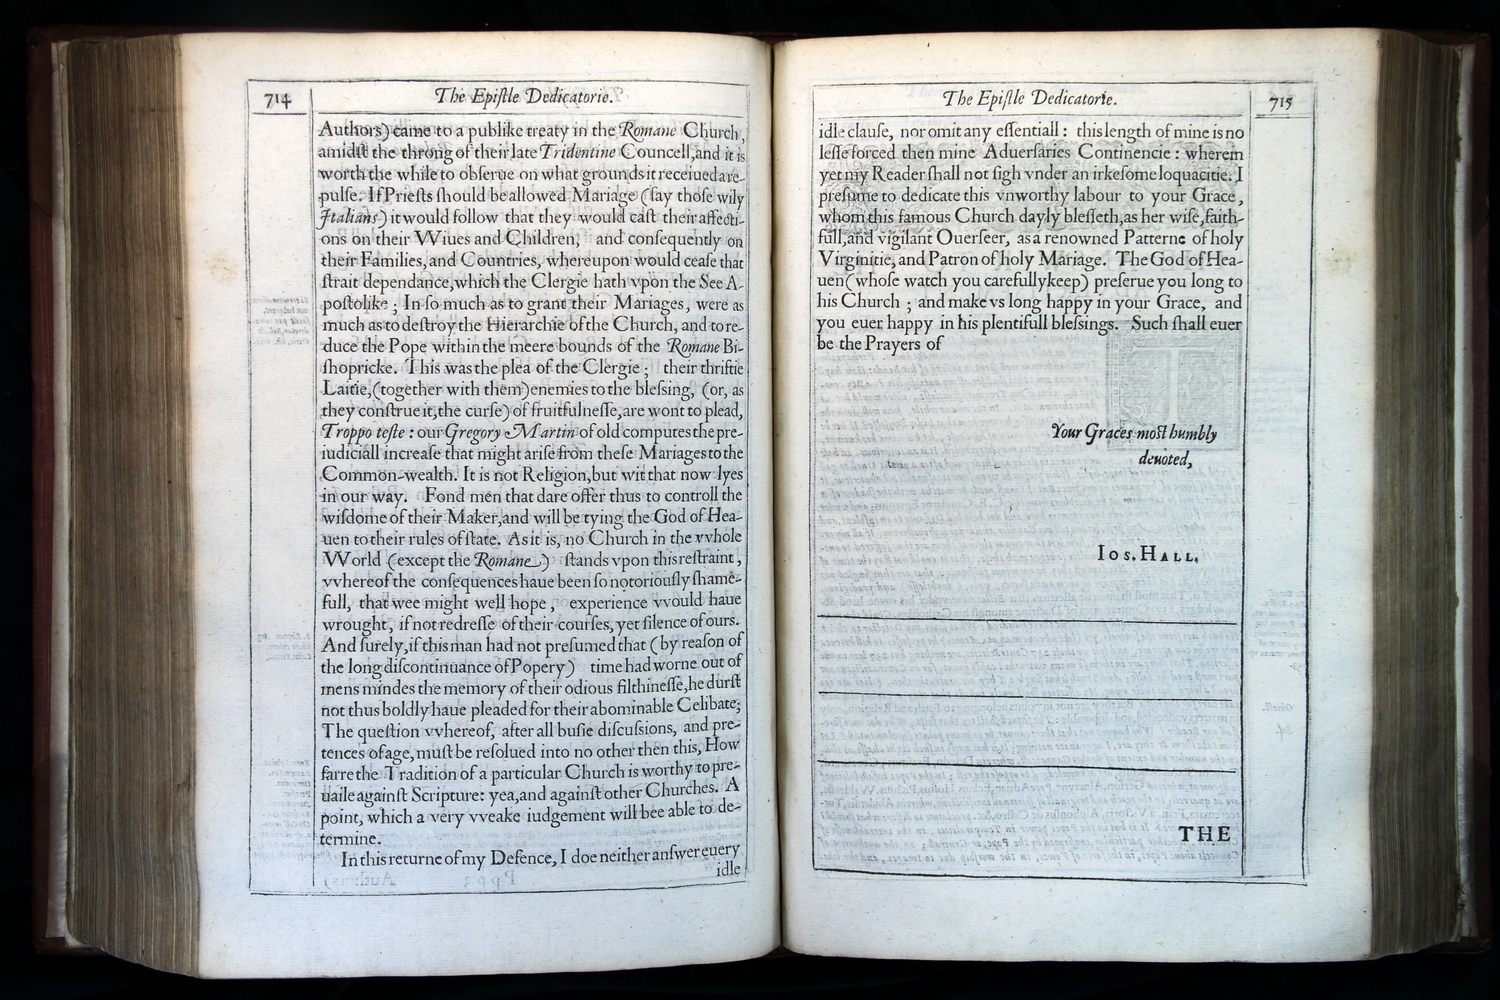 714
The Epiſtle Dedicatorie.
Authors) came to a publike treaty in the Romane Church,
amidſt the throng of their late Tridentine Councell, and it is
worth the while to obſerue on what grounds it receiued a re-
pulſe. If Prieſts ſhould be allowed Mariage (ſay thoſe wily
Italians) it would follow that they would caſt their affecti-
ons on their Wiues and Children, and conſequently on
their Families, and Countries, whereupon would ceaſe that
ſtrait dependance, which the Clergie hath vpon the See A-
poſtolike ; In ſo much as to grant their Mariages, were as
much as to deſtroy the Hierarchie of the Church, and to re-
duce the Pope within the meere bounds of the Romane Bi-
ſhopricke. This was the plea of the Clergie ; their thriftie
Laitie, (together with them) enemies to the bleſsing, (or, as
they conſtrue it, the curſe) of fruitfulneſſe, are wont to plead,
Troppo teſte : our Gregory Martin of old computes the pre-
iudiciall increaſe that might ariſe from theſe Mariages to the
Common-wealth. It is not Religion, but wit that now lyes
in our way. Fond men that dare offer thus to controll the
wiſdome of their Maker, and will be tying the God of Hea-
uen to their rules of ſtate. As it is, no Church in the vvhole
World (except the Romane) ſtands vpon this reſtraint,
vvhereof the conſequences haue been ſo notoriouſly ſhame-
full, that wee might well hope, experience vvould haue
wrought, if not redreſſe of their courſes, yet ſilence of ours.
And ſurely, if this man had not preſumed that (by reaſon of
the long diſcontinuance of Popery) time had worne out of
mens mindes the memory of their odious filthineſſe, he durſt
not thus boldly haue pleaded for their abominable Celibate;
The queſtion vvhereof, after all buſie diſcuſsions, and pre-
tences of age, muſt be reſolued into no other then this, How
farre the Tradition of a particular Church is worthy to pre-
uaile againſt Scripture: yea, and againſt other Churches. A
point, which a very vveake iudgement will bee able to de-
termine.
In this returne of my Defence, I doe neither anſwer euery
idle
The Epiſtle Dedicatorie.
715
idle clauſe, nor omit any eſſentiall : this length of mine is no
leſſe forced then mine Aduerſaries Continencie : wherein
yet my Reader ſhall not ſigh vnder an irkeſome loquacitie. I
preſume to dedicate this vnworthy labour to your Grace,
whom this famous Church dayly bleſſeth, as her wiſe, faith-
full, and vigilant Ouerſeer, as a renowned Patterne of holy
Virginitie, and Patron of holy Mariage. The God of Hea-
uen (whoſe watch you carefully keep) preſerue you long to
his Church ; and make vs long happy in your Grace, and
you euer happy in his plentifull bleſsings. Such ſhall euer
be the Prayers of
Your Graces moſt humbly
deuoted,
Ios. Hall.
THE